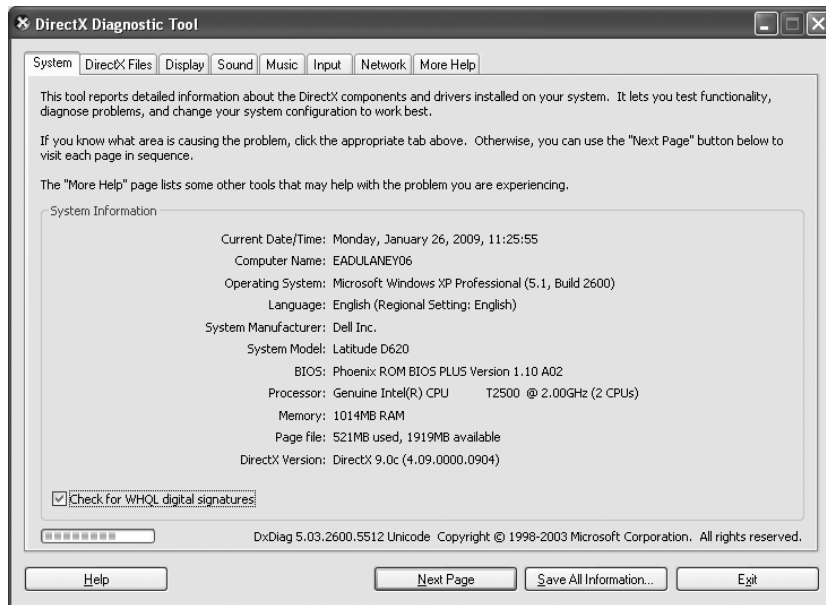 DirectX Diagnostic Tool
System DirectX Files Display Sound Music Input Network More Help
This tool reports detailed information about the DirectX components and drivers installed on your system. It lets you test functionality,
diagnose problems, and change your system configuration to work best.
If you know what area is causing the problem, click the appropriate tab above. Otherwise, you can use the "Next Page" button below to
visit each page in sequence.
The "More Help" page lists some other tools that may help with the problem you are experiencing.
System Information
Current Date/Time: Monday, January 26, 2009, 11:25:55
Computer Name: EADULANEY06
Operating System: Microsoft Windows XP Professional (5.1, Build 2600)
Language: English (Regional Setting: English)
System Manufacturer: Dell Inc.
System Model: Latitude D620
BIOS: Phoenix ROM BIOS PLUS Version 1.10 A02
Processor: Genuine Intel(R) CPU T2500 @ 2.00GHz (2 CPUs)
Memory: 1014MB RAM
Page file: 521MB used, 1919MB available
DirectX Version: DirectX 9.0c (4.09.0000.0904)
Check for WHQL digital signatures
DxDiag 5.03.2600.5512 Unicode Copyright © 1998-2003 Microsoft Corporation. All rights reserved.
Help Next Page Save All Information... Exit